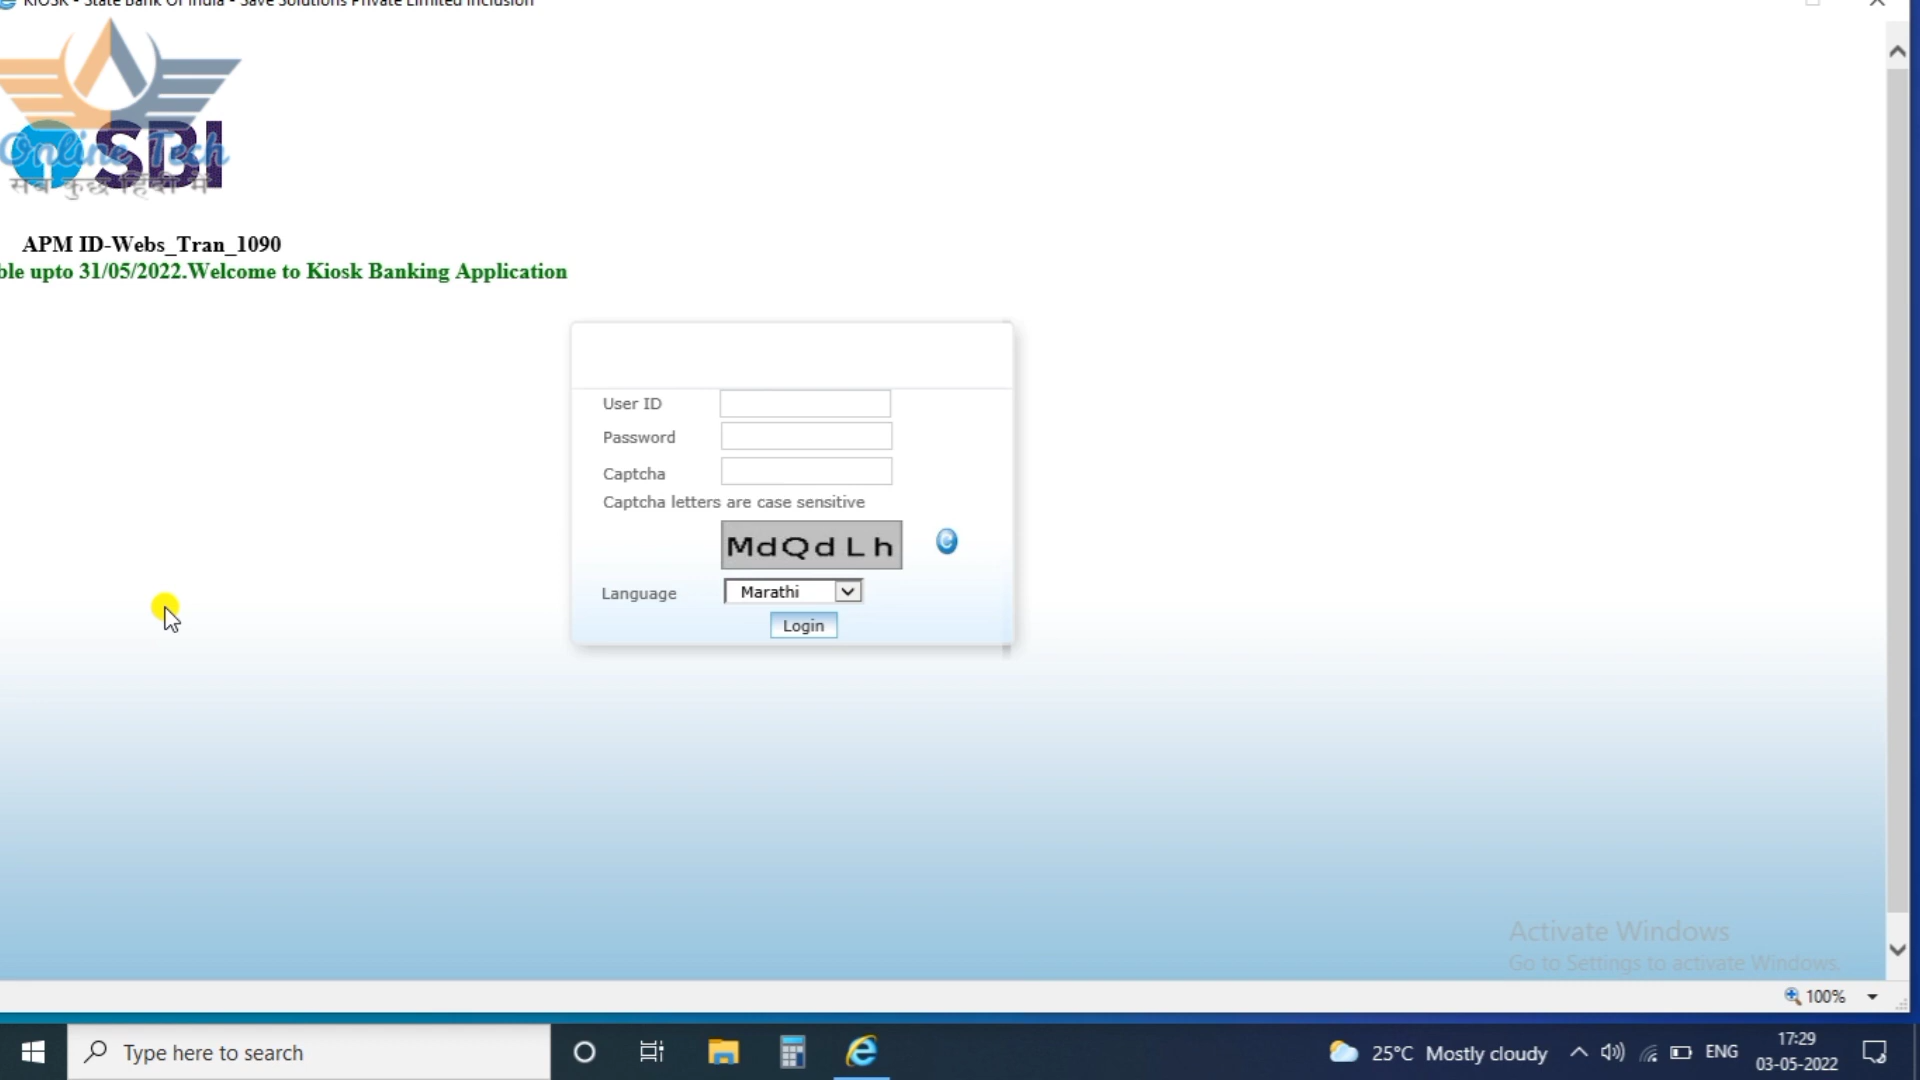 KIOSK - State Bank Of India - Save Solutions Private Limited Inclusion
SBI
Online Tech
सब कुछ हिंदी में
APM ID-Webs_Tran_1090
ble upto 31/05/2022.Welcome to Kiosk Banking Application
User ID
Password
Captcha
Captcha letters are case sensitive
MdQdLh
C
Language Marathi
Login
Activate Windows
Go to Settings to activate Windows.
100%
Type here to search
25°C Mostly cloudy ENG 17:29
03-05-2022